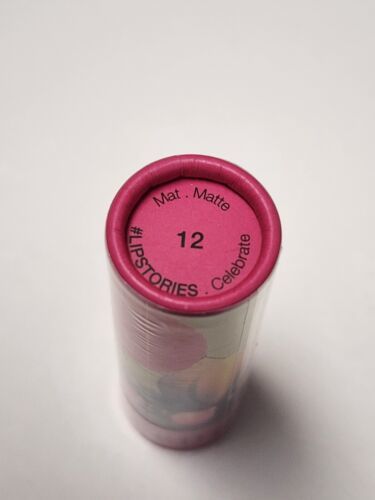 Mat . Matte
12
#LIPSTORIES . Celebrate